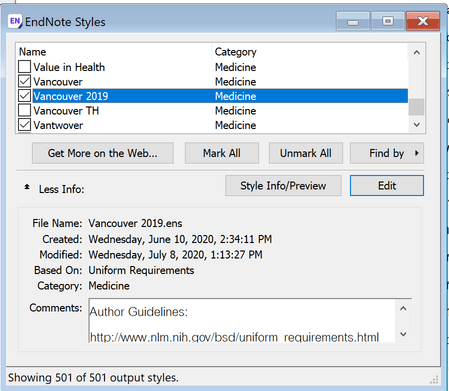 EN EndNote Styles
Name Category
Value in Health Medicine
Vancouver Medicine
Vancouver 2019 Medicine
Vancouver TH Medicine
Vantwover Medicine
Get More on the Web... Mark All Unmark All Find by
Less Info: Style Info/Preview Edit
File Name: Vancouver 2019.ens
Created: Wednesday, June 10, 2020, 2:34:11 PM
Modified: Wednesday, July 8, 2020, 1:13:27 PM
Based On: Uniform Requirements
Category: Medicine
Comments: Author Guidelines:
http://www.nlm.nih.gov/bsd/uniform_requirements.html
Showing 501 of 501 output styles.